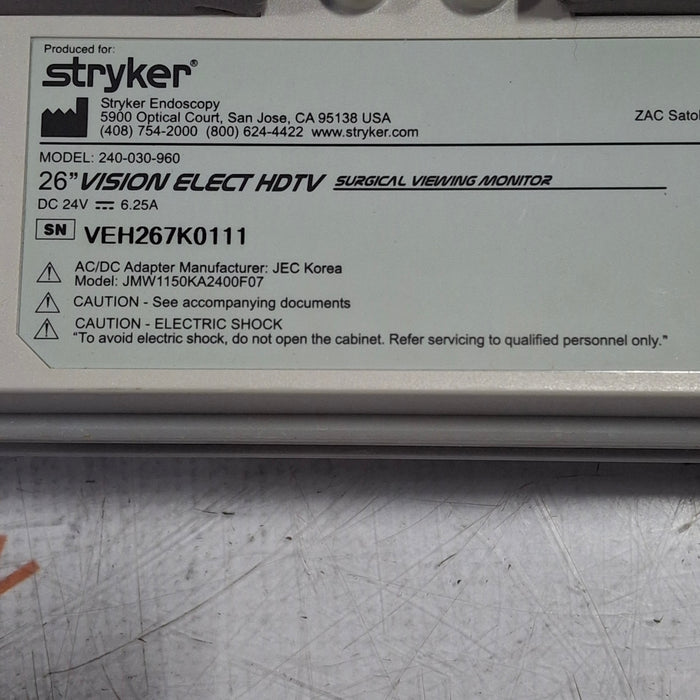 Produced for:
stryker®
Stryker Endoscopy
5900 Optical Court, San Jose, CA 95138 USA
(408) 754-2000 (800) 624-4422 www.stryker.com
ZAC Satol
MODEL: 240-030-960
26" VISION ELECT HDTV SURGICAL VIEWING MONITOR
DC 24V ⎓ 6.25A
SN VEH267K0111
AC/DC Adapter Manufacturer: JEC Korea
Model: JMW1150KA2400F07
CAUTION - See accompanying documents
CAUTION - ELECTRIC SHOCK
"To avoid electric shock, do not open the cabinet. Refer servicing to qualified personnel only."